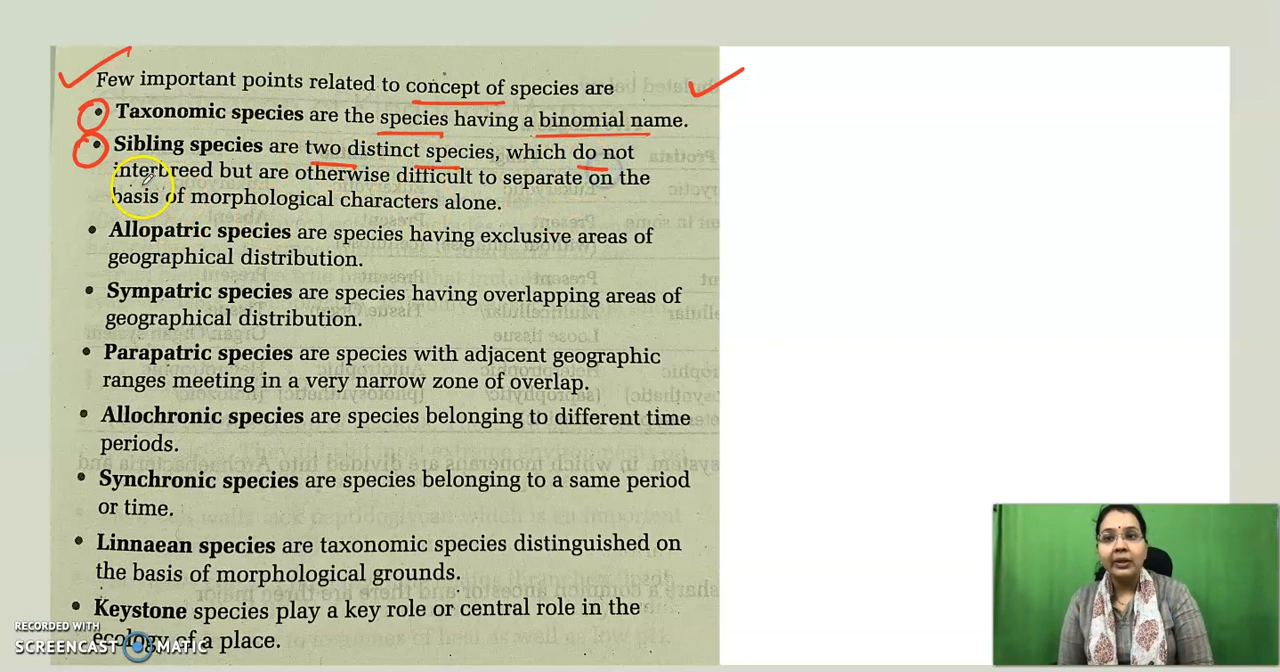 Few important points related to concept of species are
• Taxonomic species are the species having a binomial name.
• Sibling species are two distinct species, which do not
interbreed but are otherwise difficult to separate on the
basis of morphological characters alone.
• Allopatric species are species having exclusive areas of
geographical distribution.
• Sympatric species are species having overlapping areas of
geographical distribution.
• Parapatric species are species with adjacent geographic
ranges meeting in a very narrow zone of overlap.
• Allochronic species are species belonging to different time
periods.
• Synchronic species are species belonging to a same period
or time.
• Linnaean species are taxonomic species distinguished on
the basis of morphological grounds.
• Keystone species play a key role or central role in the
ecology of a place.
RECORDED WITH
SCREENCAST MATIC